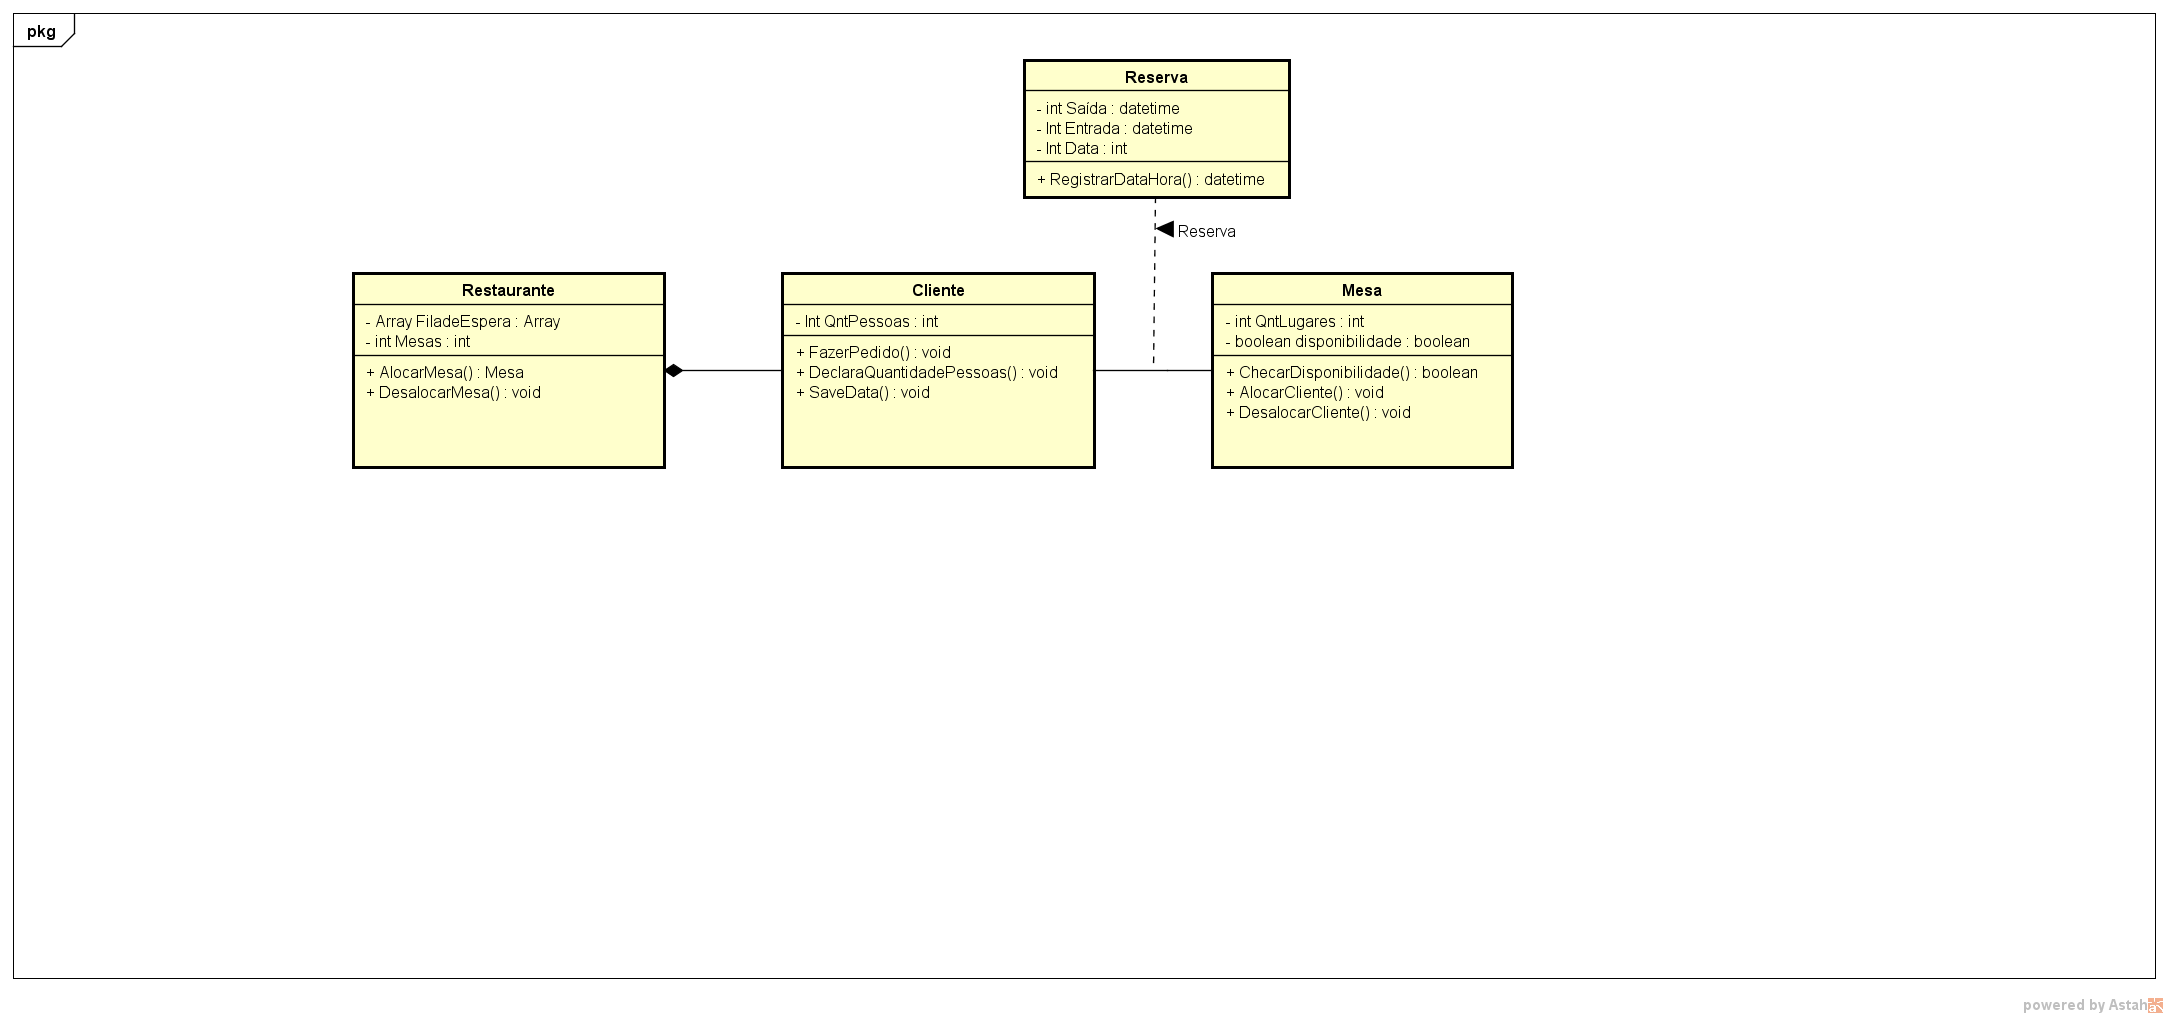 pkg
Reserva
- int Saída : datetime
- Int Entrada : datetime
- Int Data : int
+ RegistrarDataHora() : datetime
Reserva
Restaurante
- Array FiladeEspera : Array
- int Mesas : int
+ AlocarMesa() : Mesa
+ DesalocarMesa() : void
Cliente
- Int QntPessoas : int
+ FazerPedido() : void
+ DeclaraQuantidadePessoas() : void
+ SaveData() : void
Mesa
- int QntLugares : int
- boolean disponibilidade : boolean
+ ChecarDisponibilidade() : boolean
+ AlocarCliente() : void
+ DesalocarCliente() : void
powered by Astah